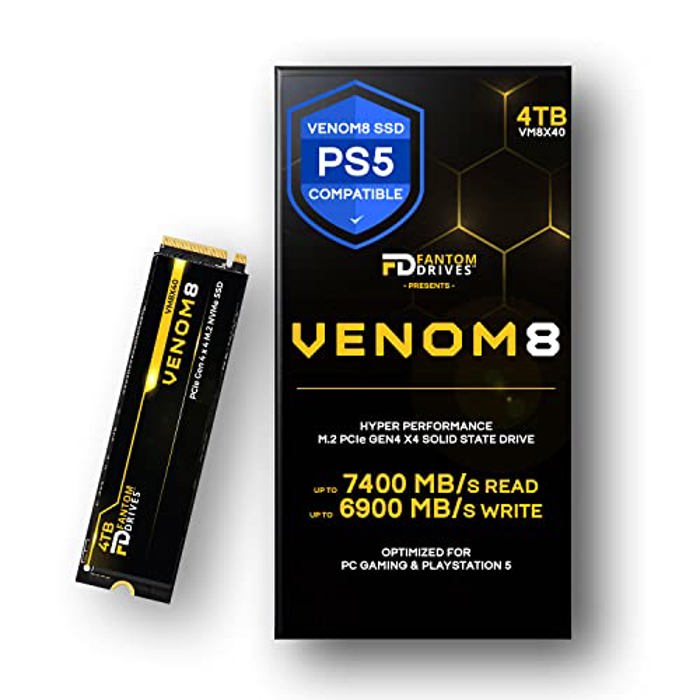 VENOM8 SSD
PS5
COMPATIBLE
4TB
VM8X40
FD FANTOM
DRIVES
- PRESENTS -
VENOM8
HYPER PERFORMANCE
M.2 PCIe GEN4 X4 SOLID STATE DRIVE
UP TO 7400 MB/S READ
UP TO 6900 MB/S WRITE
OPTIMIZED FOR
PC GAMING & PLAYSTATION 5
VM8X40
VENOM8
PCIe Gen 4 x 4 M.2 NVMe SSD
4TB
FD FANTOM
DRIVES